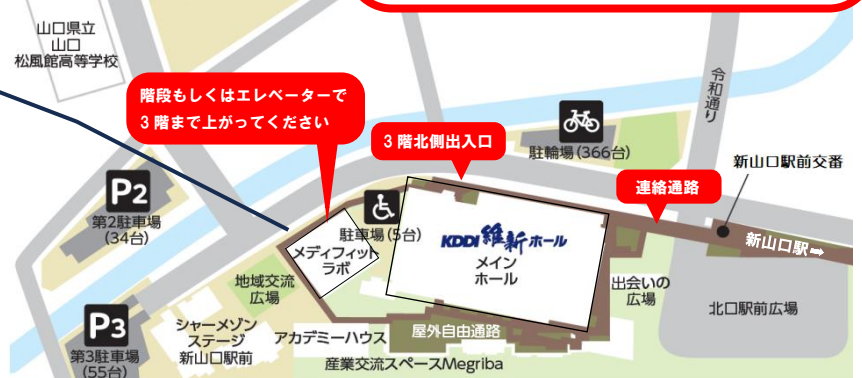 山口県立
山口
松風館高等学校
階段もしくはエレベーターで
3階まで上がってください
3階北側出入口
駐輪場(366台)
令和通り
新山口駅前交番
連絡通路
新山口駅➡
P2
第2駐車場
(34台)
駐車場(5台)
メディフィット
ラボ
KDDI維新ホール
メイン
ホール
出会いの
広場
北口駅前広場
地域交流
広場
P3
第3駐車場
(55台)
シャーメゾン
ステージ
新山口駅前
アカデミーハウス
屋外自由通路
産業交流スペースMegriba